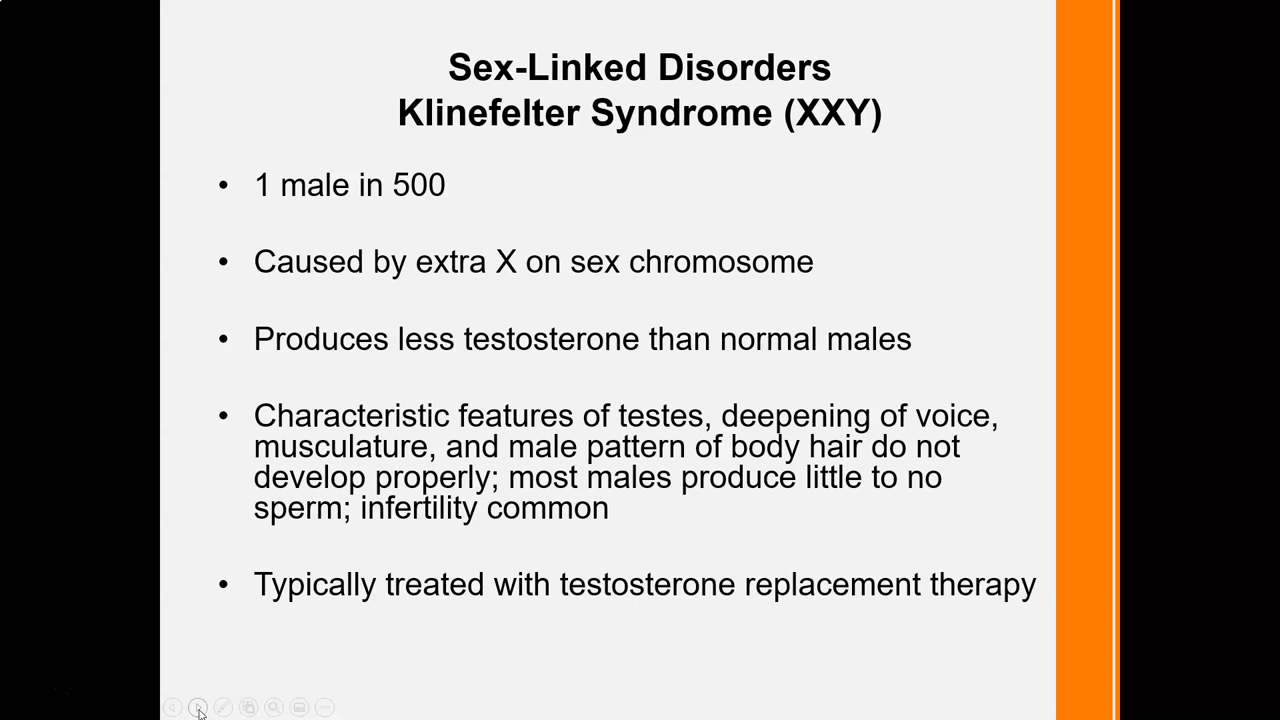 Sex-Linked Disorders
Klinefelter Syndrome (XXY)
• 1 male in 500
• Caused by extra X on sex chromosome
• Produces less testosterone than normal males
• Characteristic features of testes, deepening of voice,
musculature, and male pattern of body hair do not
develop properly; most males produce little to no
sperm; infertility common
• Typically treated with testosterone replacement therapy